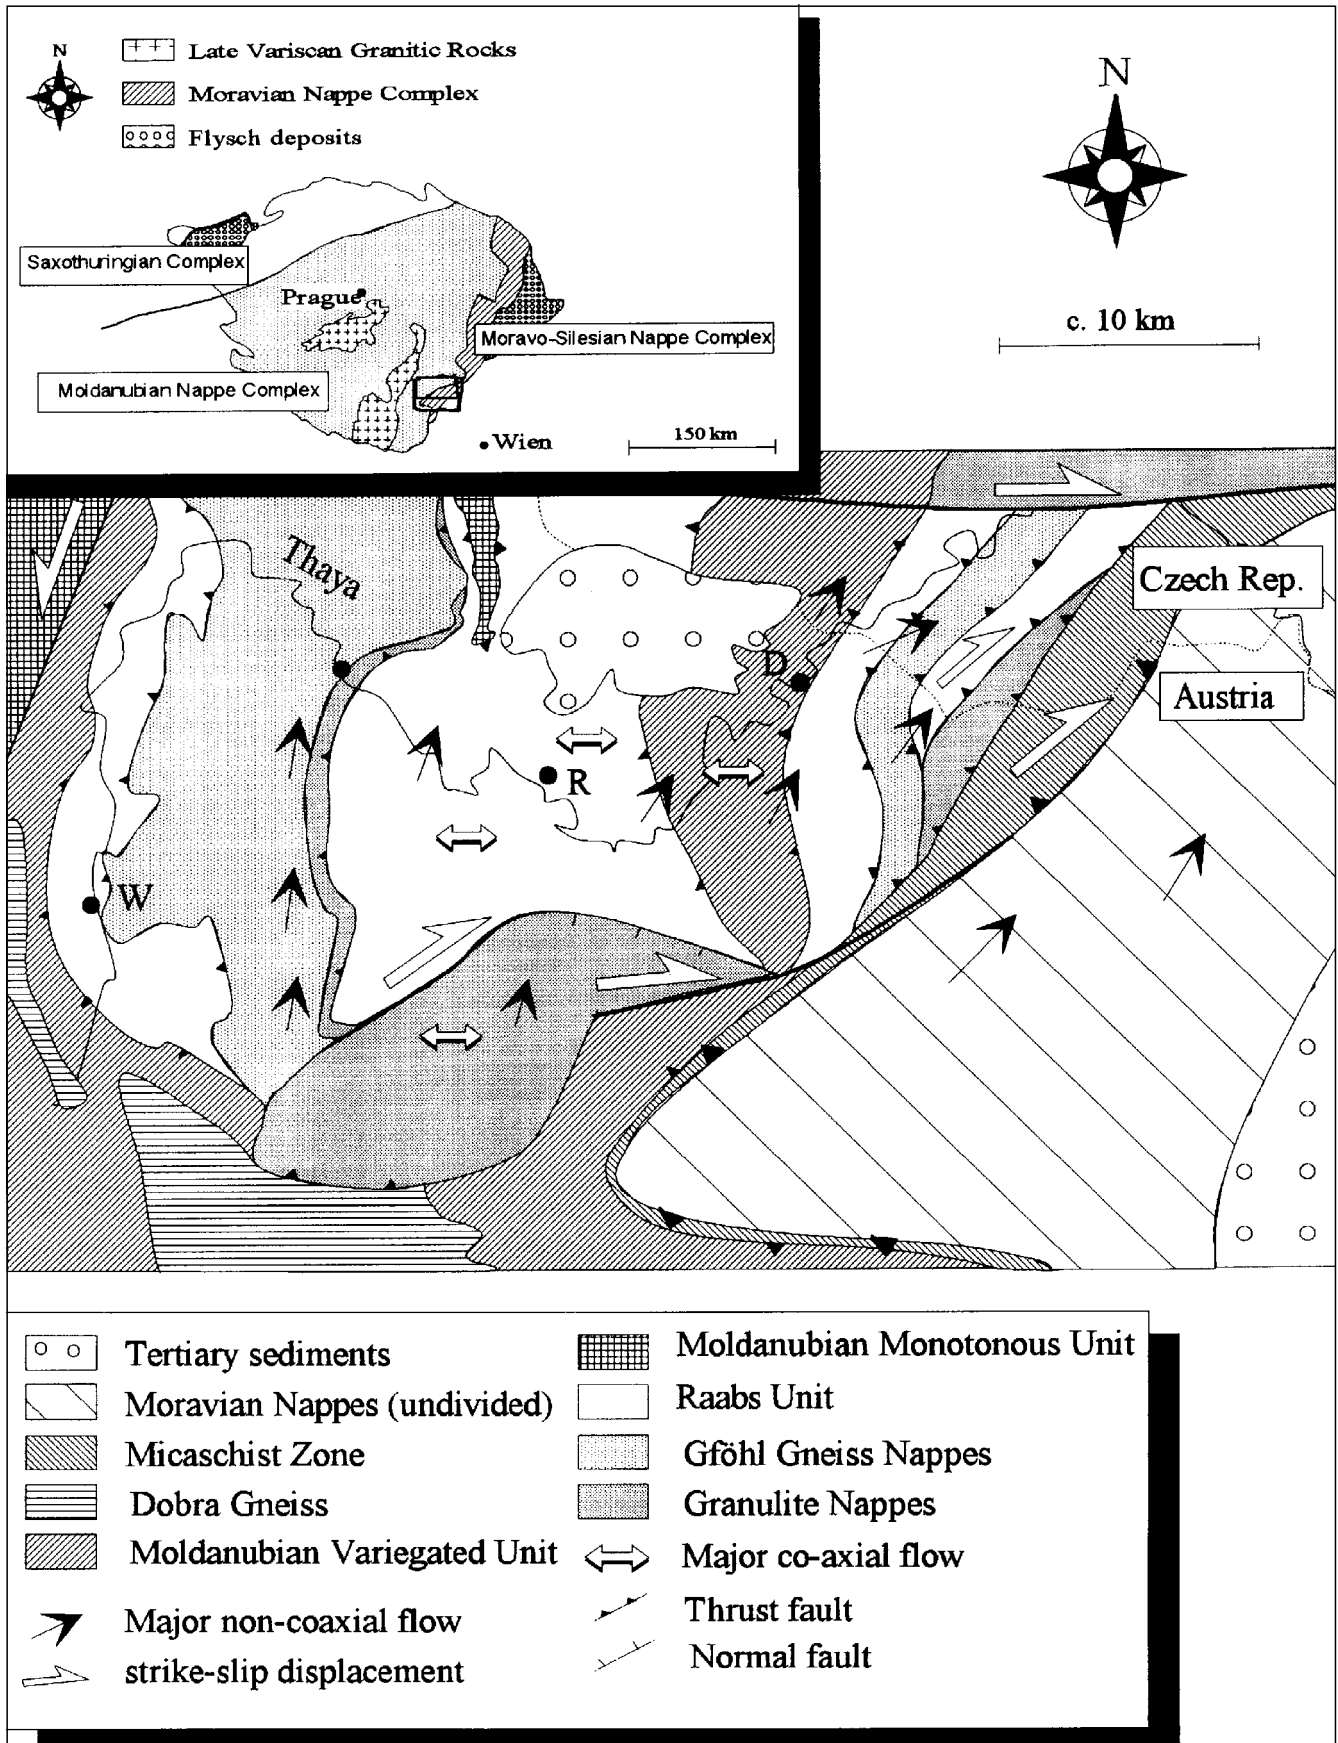 N
Late Variscan Granitic Rocks
Moravian Nappe Complex
Flysch deposits
Saxothuringian Complex
Prague
Moravo-Silesian Nappe Complex
Moldanubian Nappe Complex
Wien
150 km
N
c. 10 km
Thaya
Czech Rep.
D
Austria
R
W
Tertiary sediments
Moravian Nappes (undivided)
Micaschist Zone
Dobra Gneiss
Moldanubian Variegated Unit
Major non-coaxial flow
strike-slip displacement
Moldanubian Monotonous Unit
Raabs Unit
Gföhl Gneiss Nappes
Granulite Nappes
Major co-axial flow
Thrust fault
Normal fault